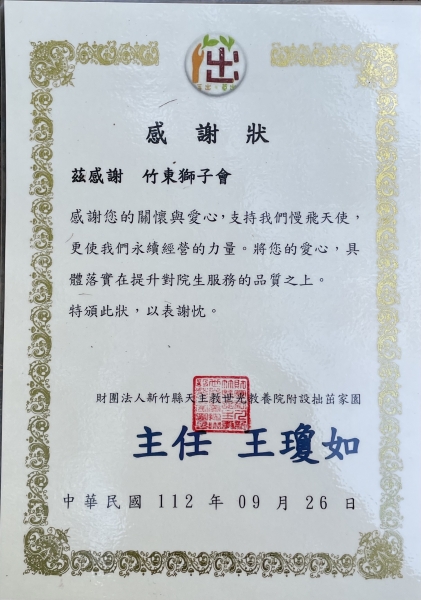 感謝狀
茲感謝 竹東獅子會
感謝您的關懷與愛心，支持我們慢飛天使，
更使我們永續經營的力量。將您的愛心，具
體落實在提升對院生服務的品質之上。
特頒此狀，以表謝忱。
財團法人新竹縣天主教世光教養院附設拙茁家園
主任 王瓊如
中華民國 112 年 09 月 26 日